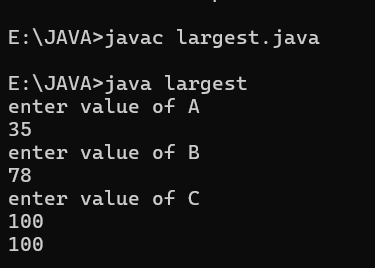 E:\JAVA>javac largest.java
E:\JAVA>java largest
enter value of A
35
enter value of B
78
enter value of C
100
100